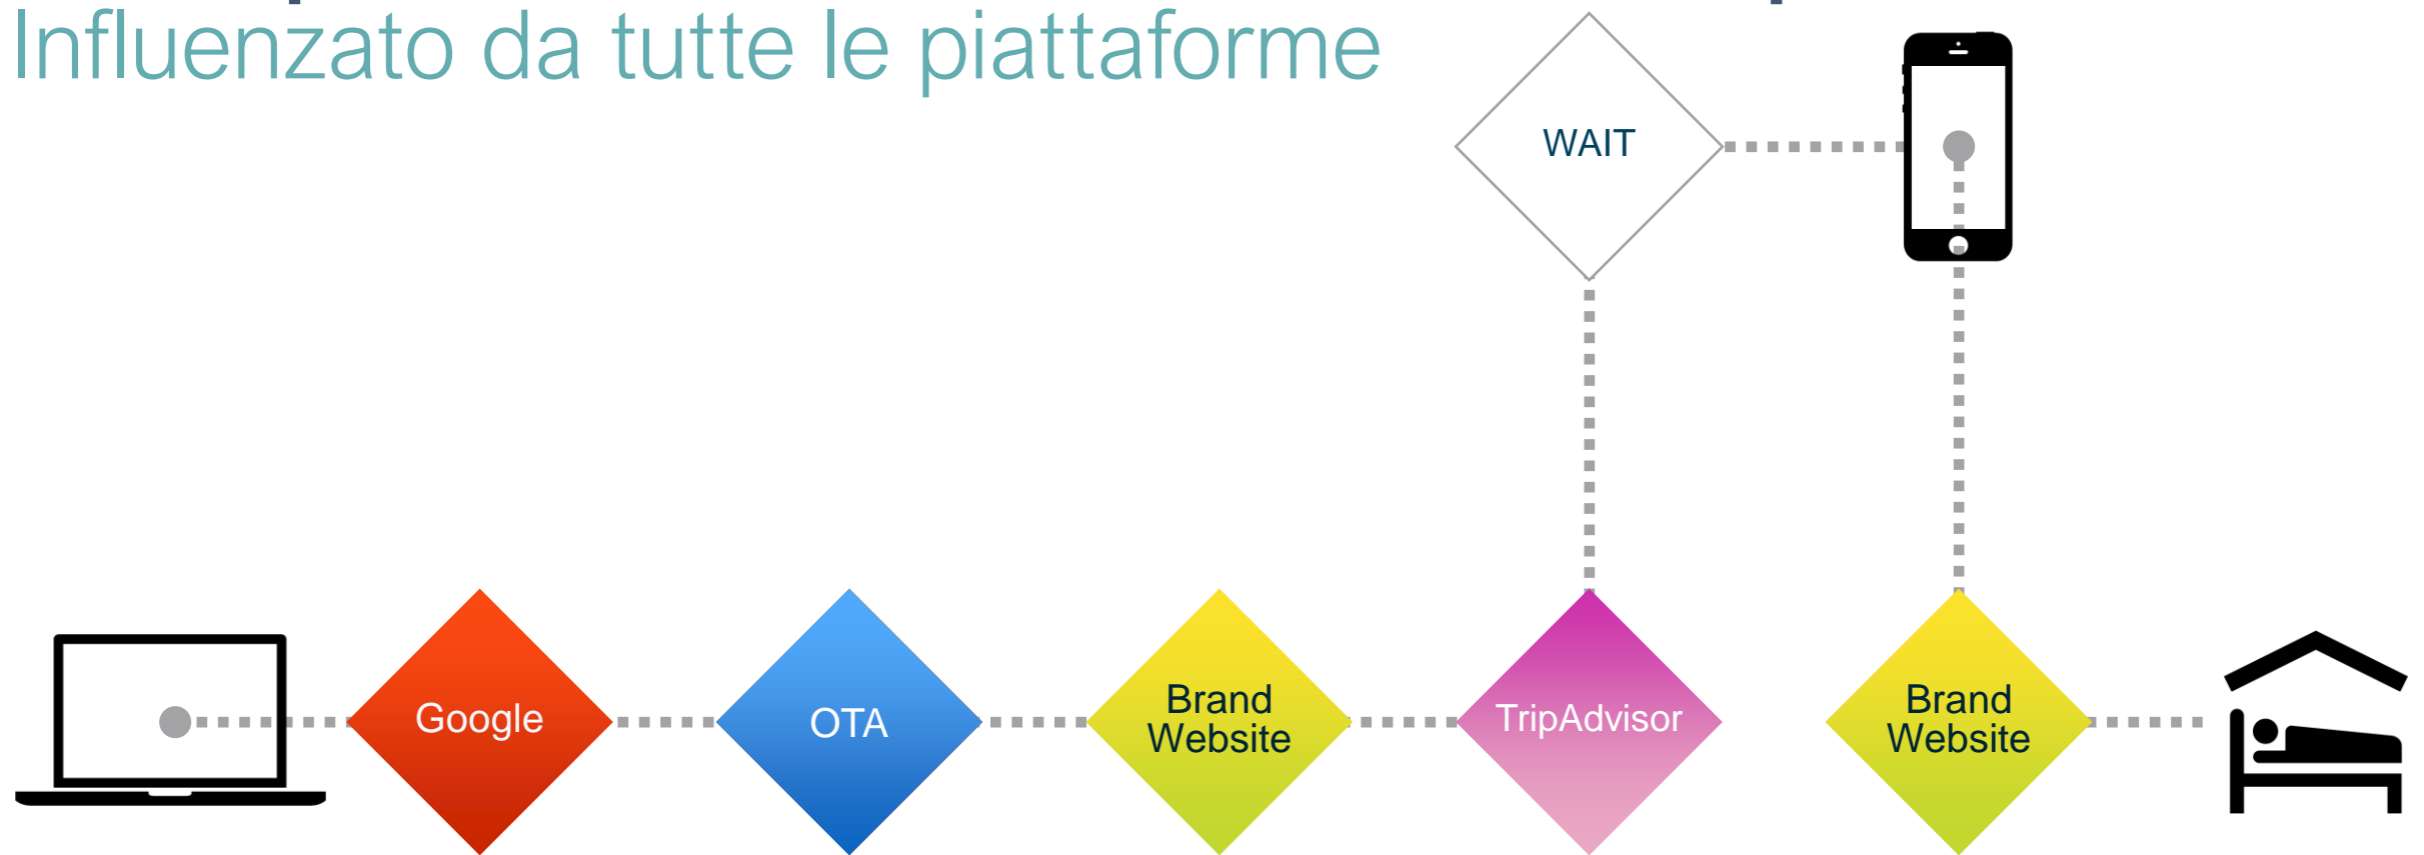 Influenzato da tutte le piattaforme
WAIT
Google
OTA
Brand
Website
TripAdvisor
Brand
Website